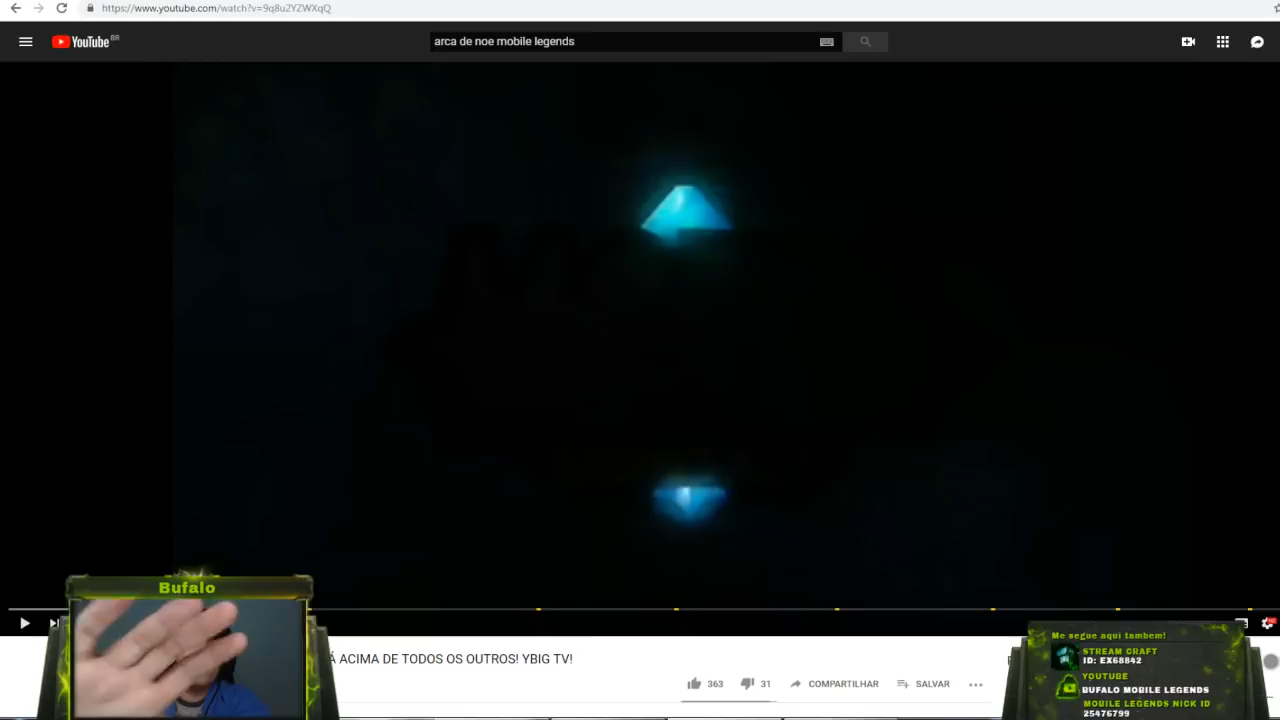 https://www.youtube.com/watch?v=9q8u2YZWXqQ
YouTube BR
arca de noe mobile legends
Bufalo
Á ACIMA DE TODOS OS OUTROS! YBIG TV!
363
31
COMPARTILHAR
SALVAR
Me segue aqui tambem!
STREAM CRAFT
ID: EX68842
YOUTUBE
BUFALO MOBILE LEGENDS
MOBILE LEGENDS NICK ID
25476799